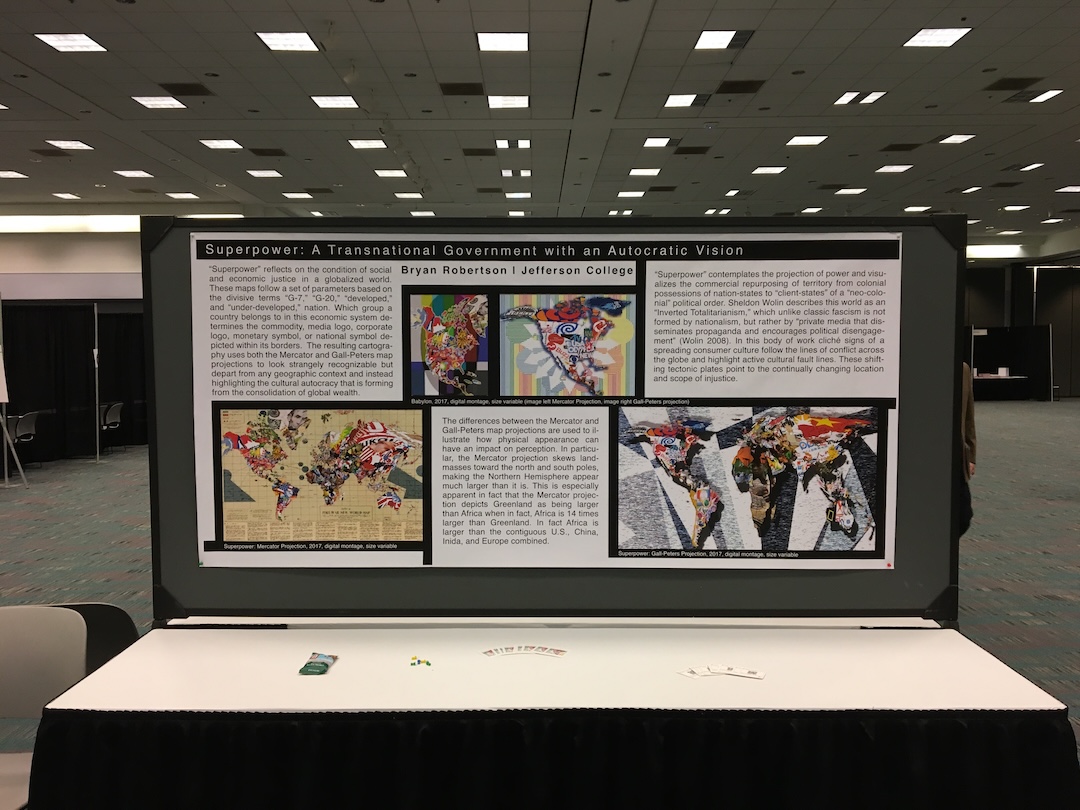 Superpower: A Transnational Government with an Autocratic Vision
Bryan Robertson | Jefferson College
"Superpower" reflects on the condition of social
and economic justice in a globalized world.
These maps follow a set of parameters based on
the divisive terms "G-7," "G-20," "developed,"
and "under-developed," nation. Which group a
country belongs to in this economic system de-
termines the commodity, media logo, corporate
logo, monetary symbol, or national symbol de-
picted within its borders. The resulting cartogra-
phy uses both the Mercator and Gall-Peters map
projections to look strangely recognizable but
depart from any geographic context and instead
highlighting the cultural autocracy that is forming
from the consolidation of global wealth.
"Superpower" contemplates the projection of power and visu-
alizes the commercial repurposing of territory from colonial
possessions of nation-states to "client-states" of a "neo-colo-
nial" political order. Sheldon Wolin describes this world as an
"Inverted Totalitarianism," which unlike classic fascism is not
formed by nationalism, but rather by "private media that dis-
seminates propaganda and encourages political disengage-
ment" (Wolin 2008). In this body of work cliché signs of a
spreading consumer culture follow the lines of conflict across
the globe and highlight active cultural fault lines. These shift-
ing tectonic plates point to the continually changing location
and scope of injustice.
Babylon, 2017, digital montage, size variable (image left Mercator Projection, image right Gall-Peters projection)
The differences between the Mercator and
Gall-Peters map projections are used to il-
lustrate how physical appearance can
have an impact on perception. In particu-
lar, the Mercator projection skews land-
masses toward the north and south poles,
making the Northern Hemisphere appear
much larger than it is. This is especially
apparent in fact that the Mercator projec-
tion depicts Greenland as being larger
than Africa when in fact, Africa is 14 times
larger than Greenland. In fact Africa is
larger than the contiguous U.S., China,
Inida, and Europe combined.
Superpower: Mercator Projection, 2017, digital montage, size variable
Superpower: Gall-Peters Projection, 2017, digital montage, size variable